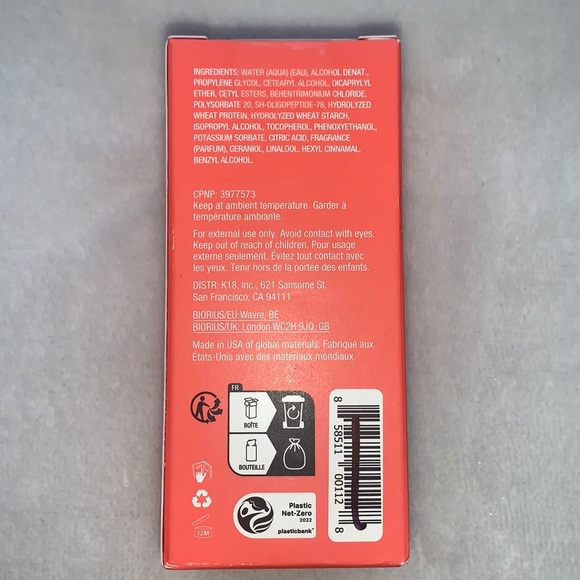 INGREDIENTS: WATER (AQUA) (EAU), ALCOHOL DENAT.,
PROPYLENE GLYCOL, CETEARYL ALCOHOL, DICAPRYLYL
ETHER, CETYL ESTERS, BEHENTRIMONIUM CHLORIDE,
POLYSORBATE 20, SH-OLIGOPEPTIDE-78, HYDROLYZED
WHEAT PROTEIN, HYDROLYZED WHEAT STARCH,
ISOPROPYL ALCOHOL, TOCOPHEROL, PHENOXYETHANOL,
POTASSIUM SORBATE, CITRIC ACID, FRAGRANCE
(PARFUM), GERANIOL, LINALOOL, HEXYL CINNAMAL,
BENZYL ALCOHOL.
CPNP: 3977573
Keep at ambient temperature. Garder à
température ambiante.
For external use only. Avoid contact with eyes.
Keep out of reach of children. Pour usage
externe seulement. Évitez tout contact avec
les yeux. Tenir hors de la portée des enfants.
DISTR: K18, Inc., 621 Sansome St.
San Francisco, CA 94111
BIORIUS/EU: Wavre, BE
BIORIUS/UK: London WC2H 9JQ, GB
Made in USA of global materials. Fabriqué aux
États-Unis avec des matériaux mondiaux.
FR
BOÎTE
BOUTEILLE
12M
Plastic
Net-Zero
2022
plasticbank
8 58511 00112 8